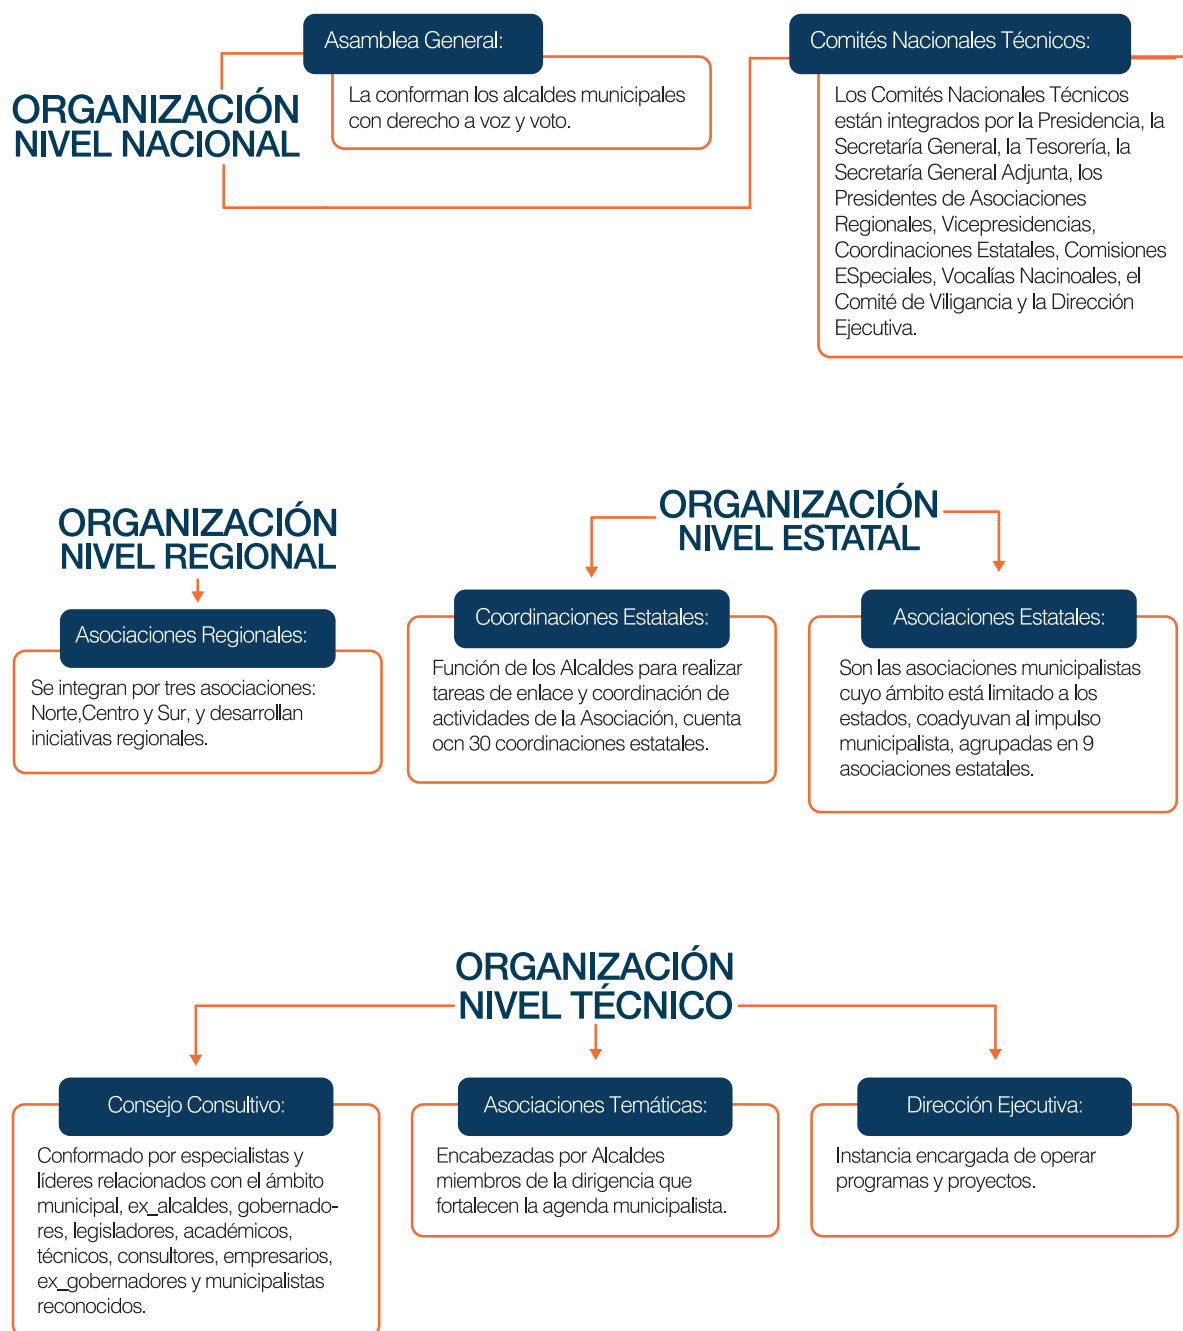 ORGANIZACIÓN
NIVEL NACIONAL
Asamblea General:
La conforman los alcaldes municipales
con derecho a voz y voto.
Comités Nacionales Técnicos:
Los Comités Nacionales Técnicos
están integrados por la Presidencia, la
Secretaría General, la Tesorería, la
Secretaría General Adjunta, los
Presidentes de Asociaciones
Regionales, Vicepresidencias,
Coordinaciones Estatales, Comisiones
ESpeciales, Vocalías Nacinoales, el
Comité de Viligancia y la Dirección
Ejecutiva.
ORGANIZACIÓN
NIVEL REGIONAL
Asociaciones Regionales:
Se integran por tres asociaciones:
Norte,Centro y Sur, y desarrollan
iniciativas regionales.
ORGANIZACIÓN
NIVEL ESTATAL
Coordinaciones Estatales:
Función de los Alcaldes para realizar
tareas de enlace y coordinación de
actividades de la Asociación, cuenta
ocn 30 coordinaciones estatales.
Asociaciones Estatales:
Son las asociaciones municipalistas
cuyo ámbito está limitado a los
estados, coadyuvan al impulso
municipalista, agrupadas en 9
asociaciones estatales.
ORGANIZACIÓN
NIVEL TÉCNICO
Consejo Consultivo:
Conformado por especialistas y
líderes relacionados con el ámbito
municipal, ex_alcaldes, gobernado-
res, legisladores, académicos,
técnicos, consultores, empresarios,
ex_gobernadores y municipalistas
reconocidos.
Asociaciones Temáticas:
Encabezadas por Alcaldes
miembros de la dirigencia que
fortalecen la agenda municipalista.
Dirección Ejecutiva:
Instancia encargada de operar
programas y proyectos.